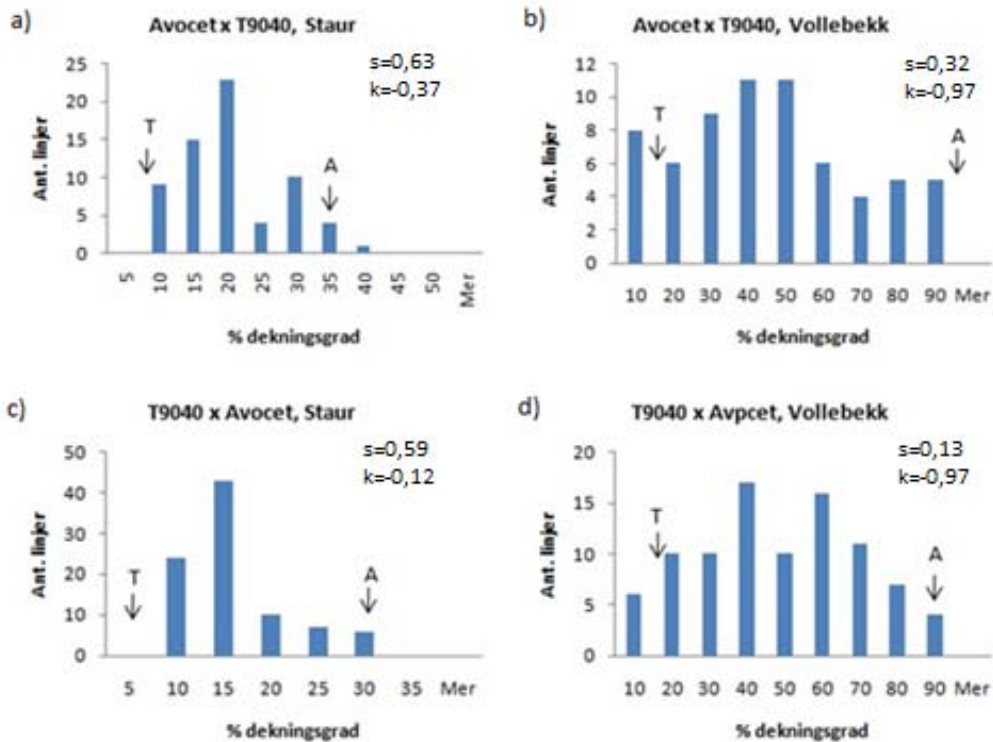 a)
Avocet x T9040, Staur
s=0,63
k=-0,37
Ant. linjer
25
20
15
10
5
0
T
A
5 10 15 20 25 30 35 40 45 50 Mer
% dekningsgrad
b)
Avocet x T9040, Vollebekk
s=0,32
k=-0,97
Ant. linjer
12
10
8
6
4
2
0
T
A
10 20 30 40 50 60 70 80 90 Mer
% dekningsgrad
c)
T9040 x Avocet, Staur
s=0,59
k=-0,12
Ant. linjer
50
40
30
20
10
0
T
A
5 10 15 20 25 30 35 Mer
% dekningsgrad
d)
T9040 x Avpcet, Vollebekk
s=0,13
k=-0,97
Ant. linjer
20
15
10
5
0
T
A
10 20 30 40 50 60 70 80 90 Mer
% dekningsgrad